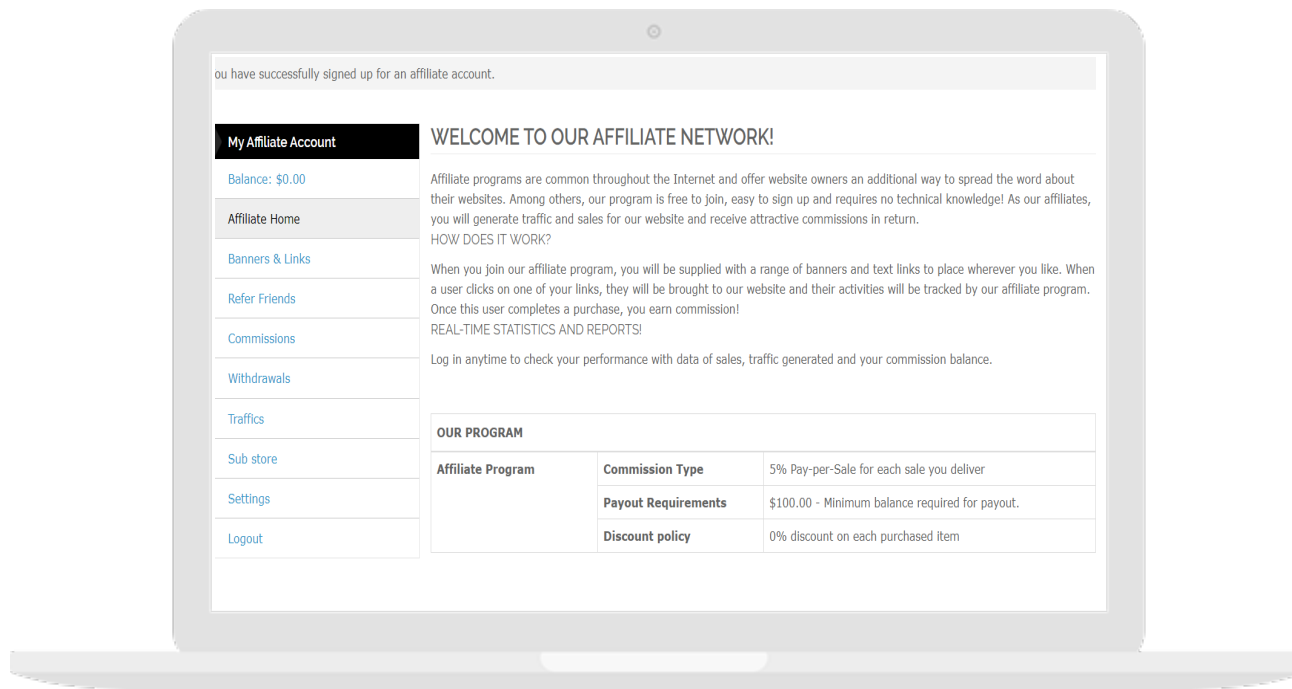 ou have successfully signed up for an affiliate account.
My Affiliate Account
Balance: $0.00
Affiliate Home
Banners & Links
Refer Friends
Commissions
Withdrawals
Traffics
Sub store
Settings
Logout
WELCOME TO OUR AFFILIATE NETWORK!
Affiliate programs are common throughout the Internet and offer website owners an additional way to spread the word about
their websites. Among others, our program is free to join, easy to sign up and requires no technical knowledge! As our affiliates,
you will generate traffic and sales for our website and receive attractive commissions in return.
HOW DOES IT WORK?
When you join our affiliate program, you will be supplied with a range of banners and text links to place wherever you like. When
a user clicks on one of your links, they will be brought to our website and their activities will be tracked by our affiliate program.
Once this user completes a purchase, you earn commission!
REAL-TIME STATISTICS AND REPORTS!
Log in anytime to check your performance with data of sales, traffic generated and your commission balance.
OUR PROGRAM
Affiliate Program Commission Type 5% Pay-per-Sale for each sale you deliver
Payout Requirements $100.00 - Minimum balance required for payout.
Discount policy 0% discount on each purchased item